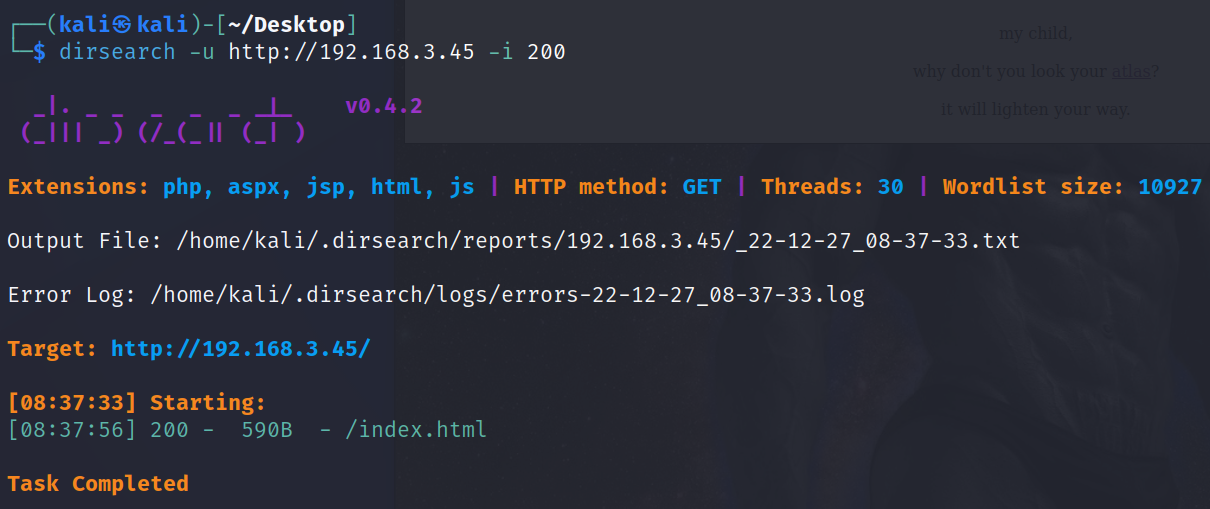 ┌──(kali㉿kali)-[~/Desktop]
└─$ dirsearch -u http://192.168.3.45 -i 200
my child.
why don't you look your atlas?
it will lighten your way.
  _|. _ _  _  _  _ _|_    v0.4.2
 (_||| _) (/_(_|| (_| )
Extensions: php, aspx, jsp, html, js | HTTP method: GET | Threads: 30 | Wordlist size: 10927
Output File: /home/kali/.dirsearch/reports/192.168.3.45/_22-12-27_08-37-33.txt
Error Log: /home/kali/.dirsearch/logs/errors-22-12-27_08-37-33.log
Target: http://192.168.3.45/
[08:37:33] Starting:
[08:37:56] 200 -  590B  - /index.html
Task Completed